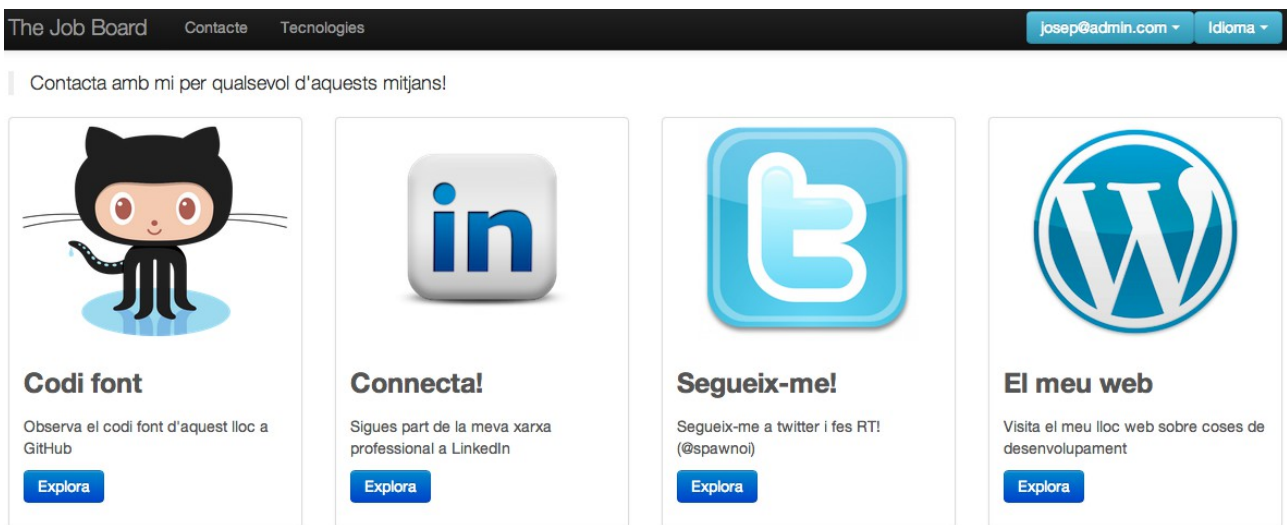 The Job Board Contacte Tecnologies josep@admin.com Idioma
Contacta amb mi per qualsevol d'aquests mitjans!
in
t
W
Codi font
Observa el codi font d'aquest lloc a
GitHub
Explora
Connecta!
Sigues part de la meva xarxa
professional a LinkedIn
Explora
Segueix-me!
Segueix-me a twitter i fes RT!
(@spawnoi)
Explora
El meu web
Visita el meu lloc web sobre coses de
desenvolupament
Explora